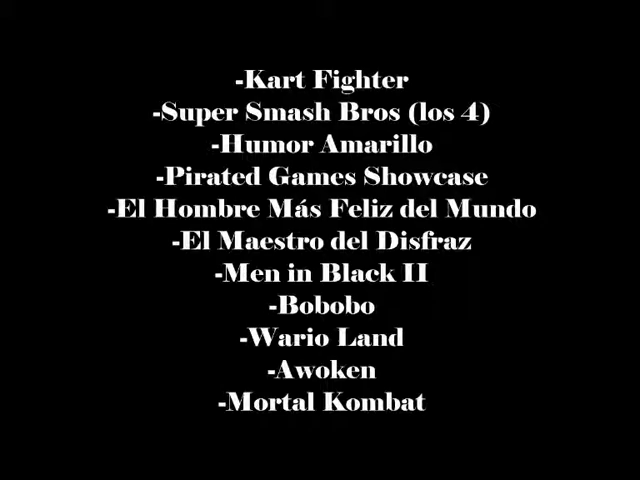 -Kart Fighter
-Super Smash Bros (los 4)
-Humor Amarillo
-Pirated Games Showcase
-El Hombre Más Feliz del Mundo
-El Maestro del Disfraz
-Men in Black II
-Bobobo
-Wario Land
-Awoken
-Mortal Kombat